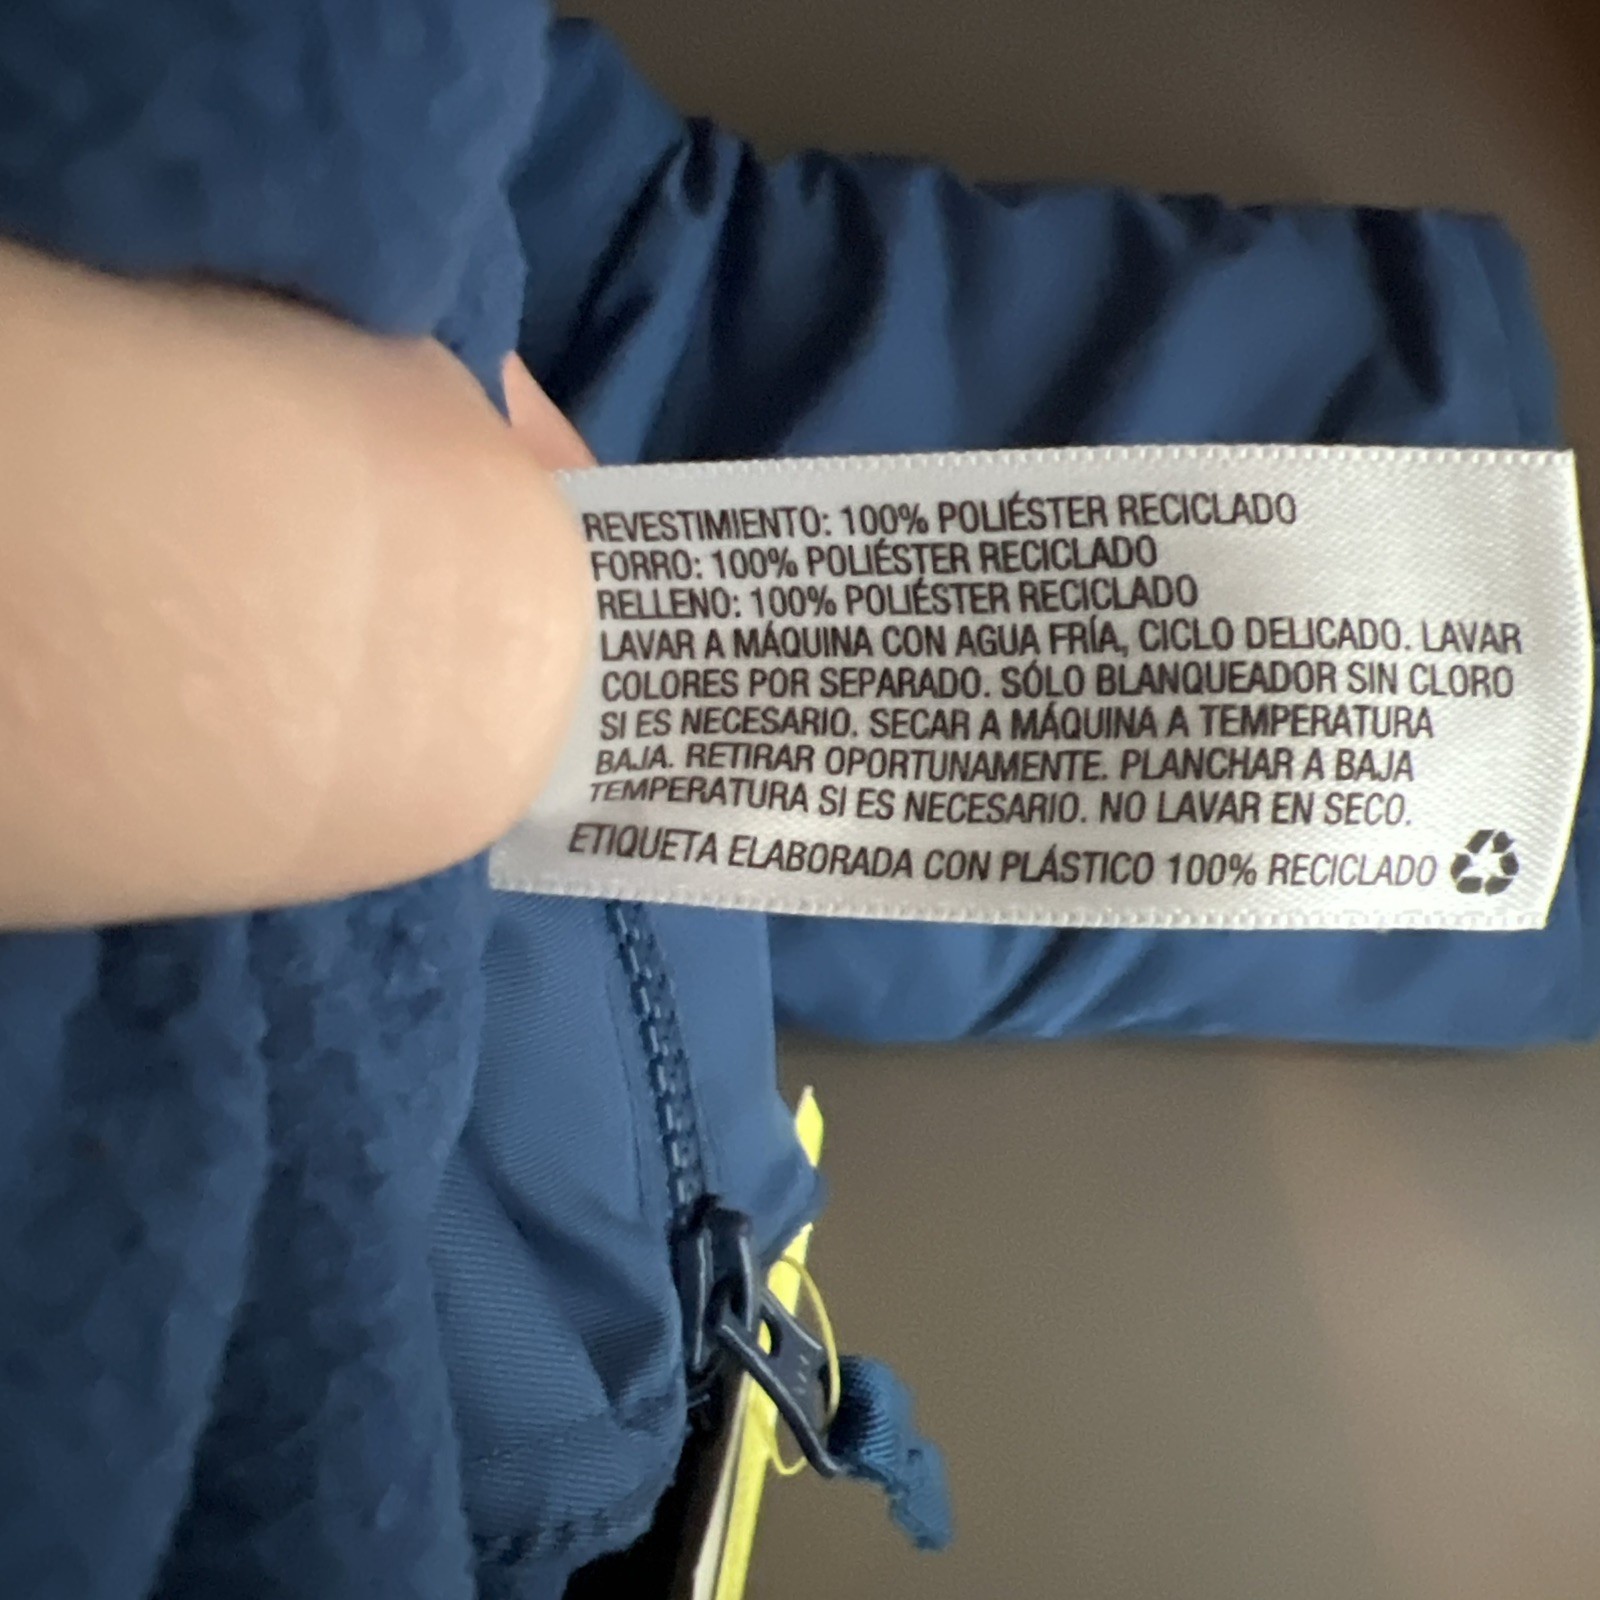 REVESTIMIENTO: 100% POLIÉSTER RECICLADO
FORRO: 100% POLIÉSTER RECICLADO
RELLENO: 100% POLIÉSTER RECICLADO
LAVAR A MÁQUINA CON AGUA FRÍA, CICLO DELICADO. LAVAR
COLORES POR SEPARADO. SÓLO BLANQUEADOR SIN CLORO
SI ES NECESARIO. SECAR A MÁQUINA A TEMPERATURA
BAJA. RETIRAR OPORTUNAMENTE. PLANCHAR A BAJA
TEMPERATURA SI ES NECESARIO. NO LAVAR EN SECO.
ETIQUETA ELABORADA CON PLÁSTICO 100% RECICLADO